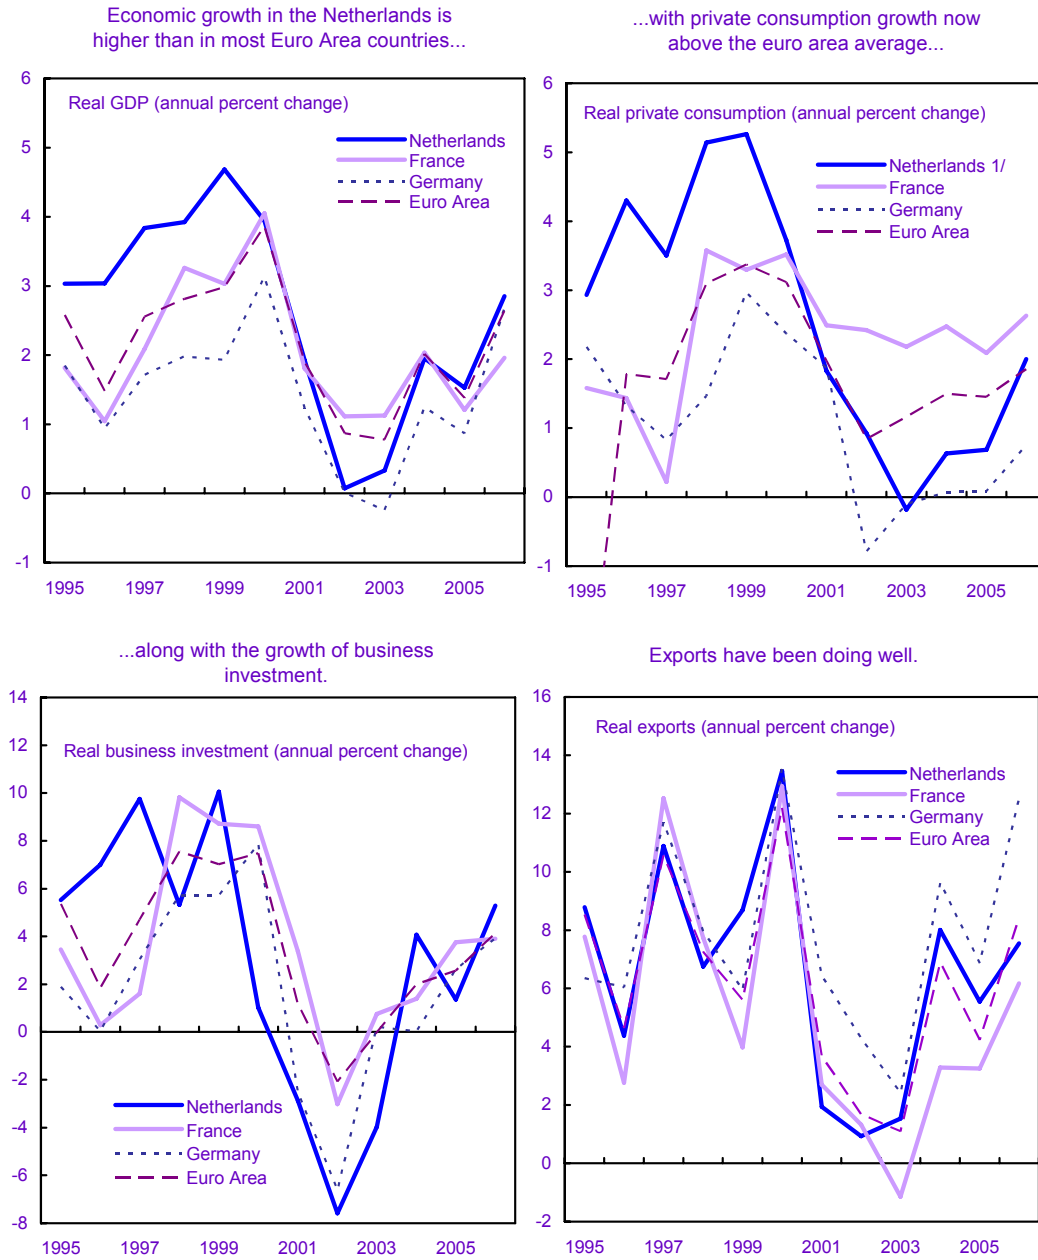 Economic growth in the Netherlands is
higher than in most Euro Area countries...
6
Real GDP (annual percent change)
Netherlands
France
Germany
Euro Area
5
4
3
2
1
0
-1
1995 1997 1999 2001 2003 2005
...with private consumption growth now
above the euro area average...
6
Real private consumption (annual percent change)
5
Netherlands 1/
France
Germany
Euro Area
4
3
2
1
0
-1
1995 1997 1999 2001 2003 2005
...along with the growth of business
investment.
14
12
Real business investment (annual percent change)
10
8
6
4
2
0
-2
-4
Netherlands
France
Germany
Euro Area
-6
-8
1995 1997 1999 2001 2003 2005
Exports have been doing well.
16
Real exports (annual percent change)
14
Netherlands
France
Germany
Euro Area
12
10
8
6
4
2
0
-2
1995 1997 1999 2001 2003 2005